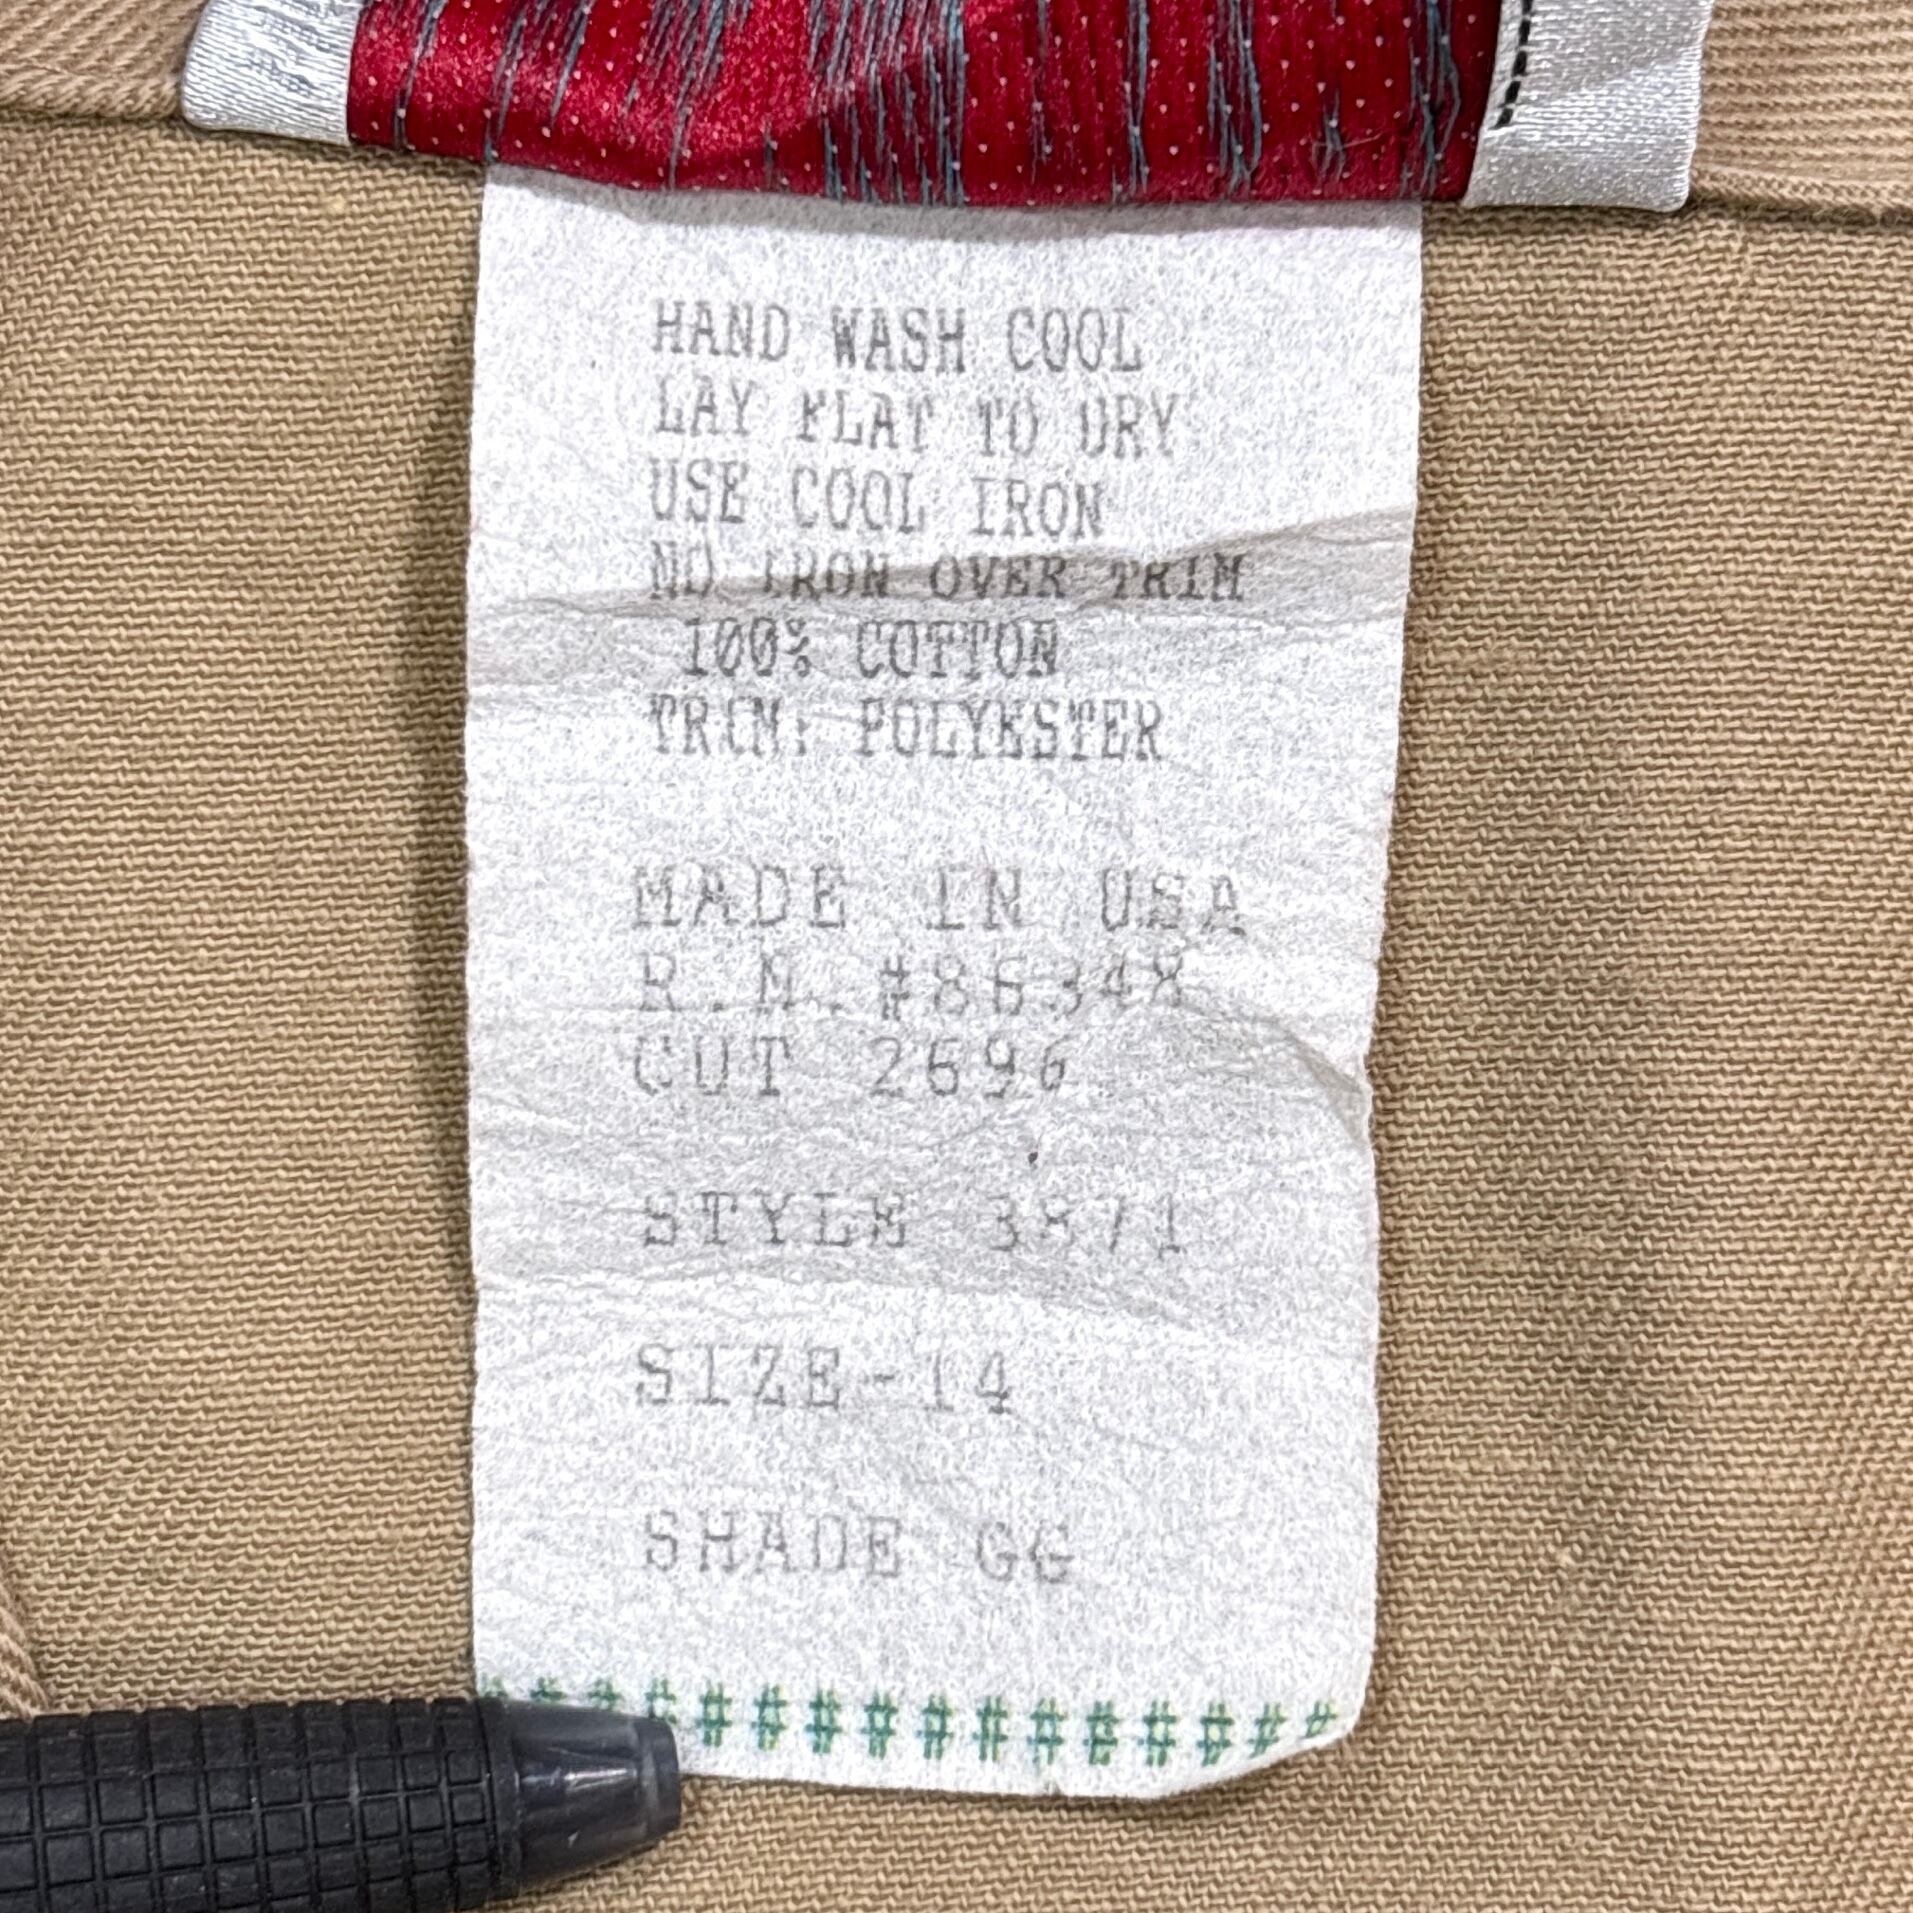 HAND WASH COOL
LAY FLAT TO DRY
USE COOL IRON
NO IRON OVER TRIM
100% COTTON
TRIM: POLYESTER
MADE IN USA
R.N.#86348
CUT 2696
STYLE 3871
SIZE-14
SHADE GG
################